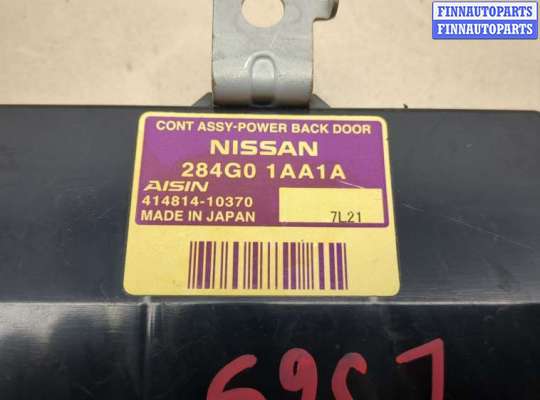 FINNAUTOPARTS
FINNAUTOPARTS
CONT ASSY-POWER BACK DOOR
NISSAN
284G0 1AA1A
AISIN
414814-10370
MADE IN JAPAN
7L21